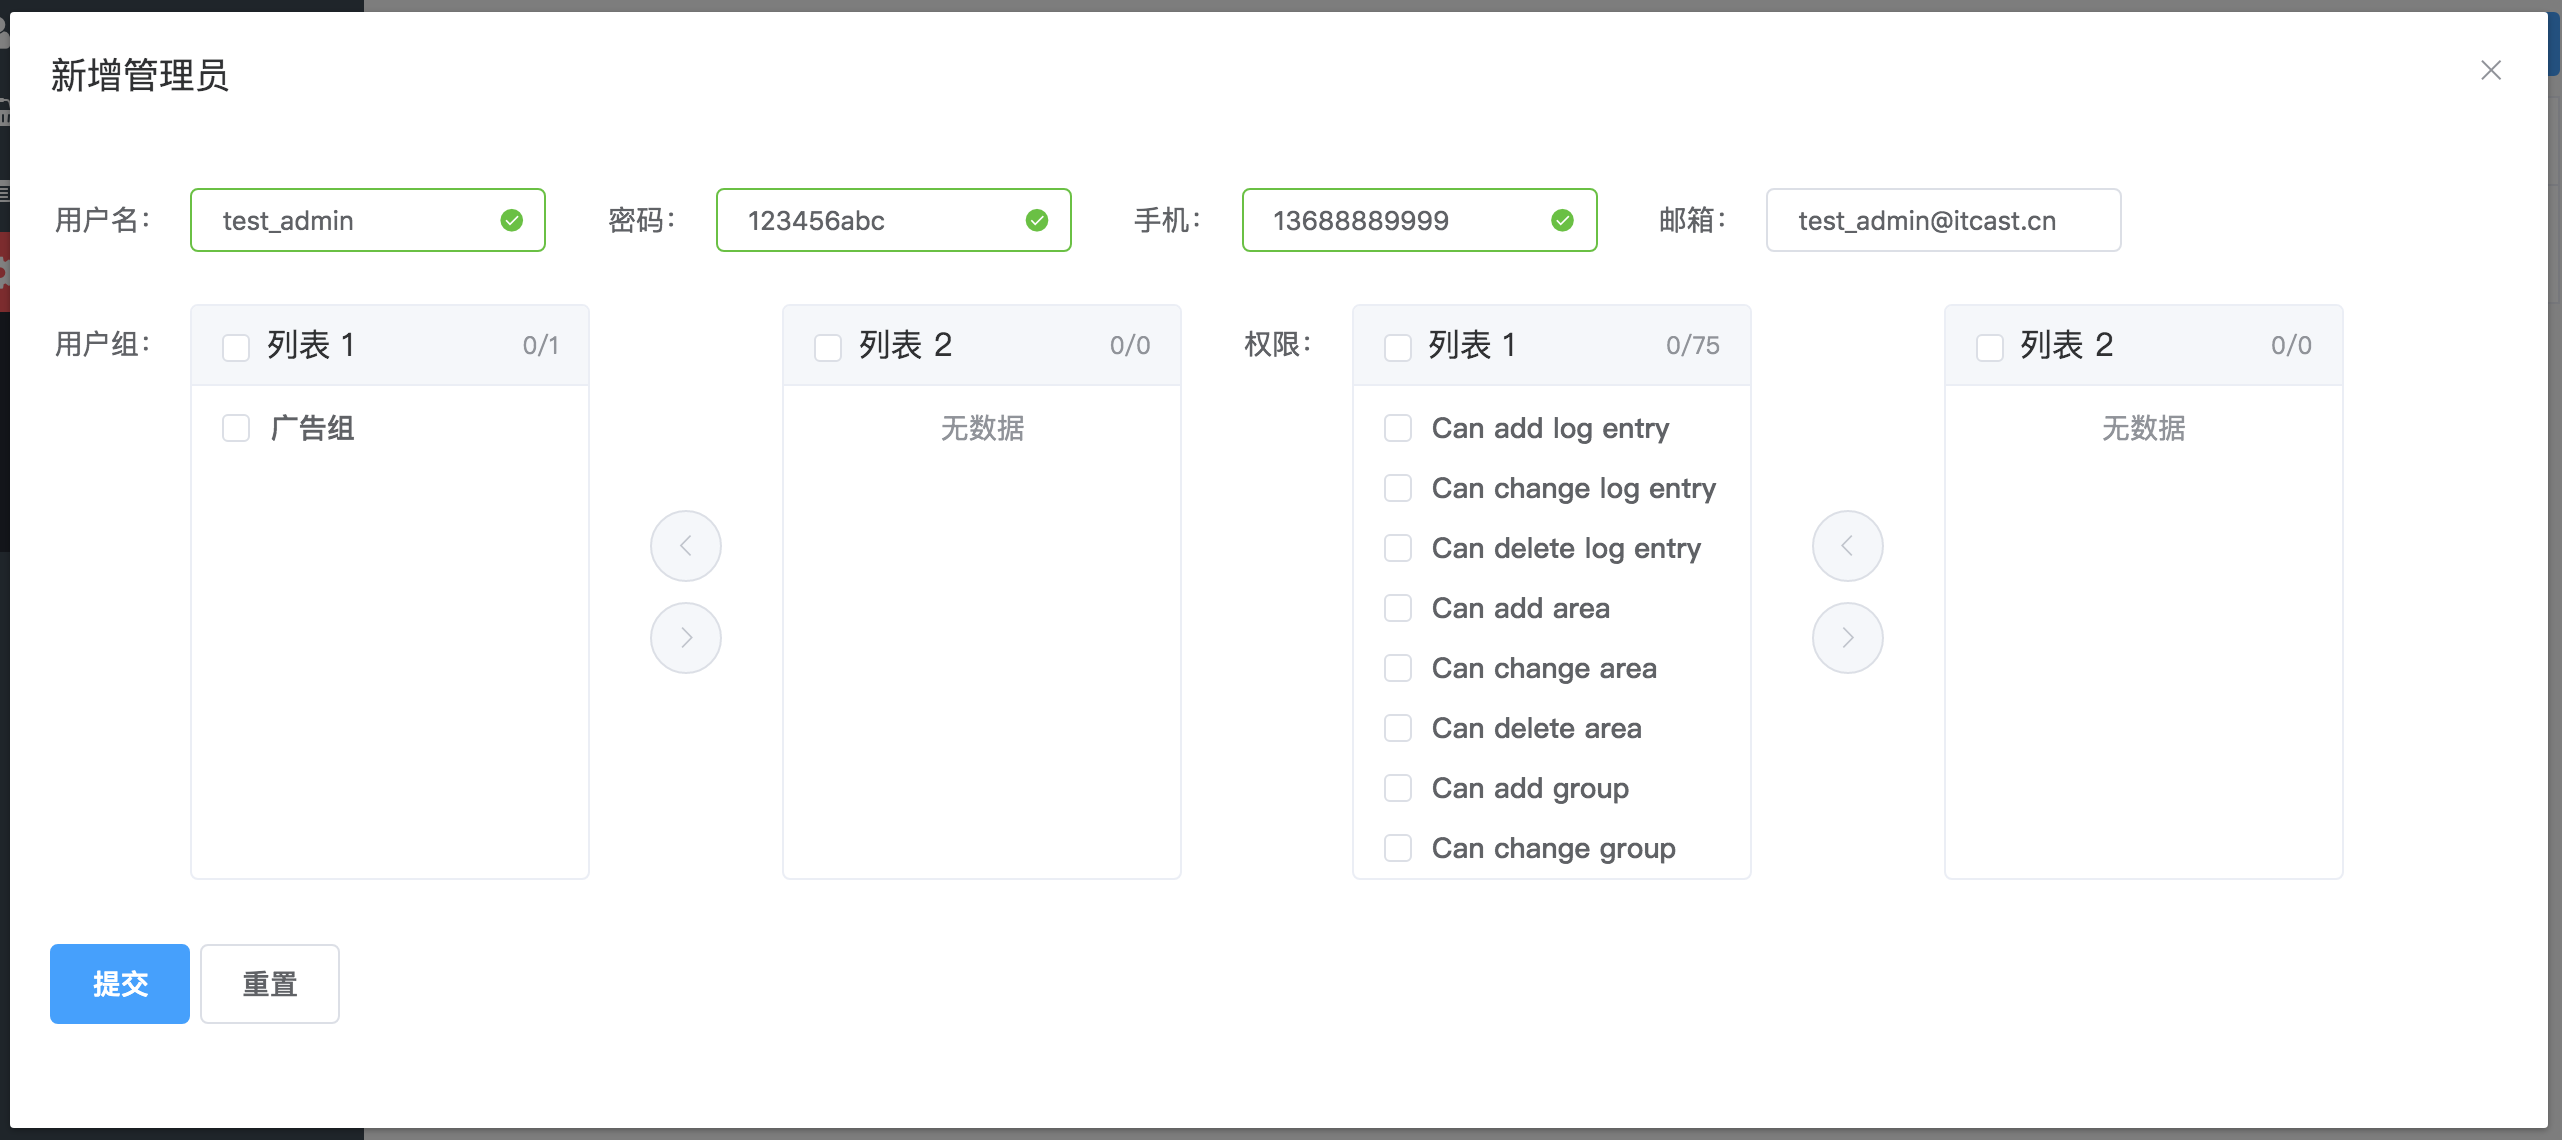 新增管理员
用户名： test_admin 密码： 123456abc 手机： 13688889999 邮箱： test_admin@itcast.cn
用户组： 列表 1 0/1 列表 2 0/0 权限： 列表 1 0/75 列表 2 0/0
广告组 无数据 Can add log entry 无数据
Can change log entry
Can delete log entry
Can add area
Can change area
Can delete area
Can add group
Can change group
提交 重置